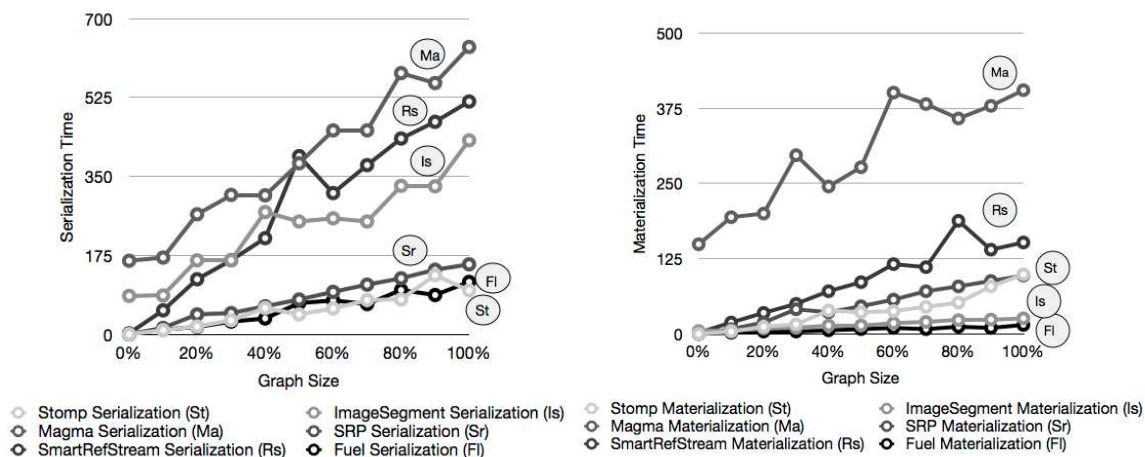 700
525
350
175
0
Serialization Time
Ma
Rs
Is
Sr
Fl
St
0% 20% 40% 60% 80% 100%
Graph Size
Stomp Serialization (St)
Magma Serialization (Ma)
SmartRefStream Serialization (Rs)
ImageSegment Serialization (Is)
SRP Serialization (Sr)
Fuel Serialization (Fl)
500
375
250
125
0
Materialization Time
Ma
Rs
St
Is
Fl
0% 20% 40% 60% 80% 100%
Graph Size
Stomp Materialization (St)
Magma Materialization (Ma)
SmartRefStream Materialization (Rs)
ImageSegment Materialization (Is)
SRP Materialization (Sr)
Fuel Materialization (Fl)